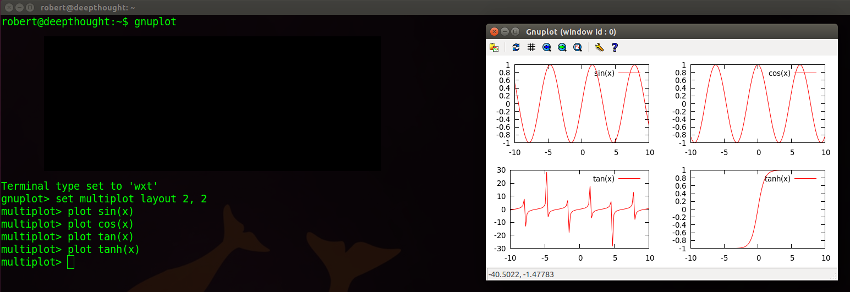 robert@deepthought: ~
robert@deepthought:~$ gnuplot
Terminal type set to 'wxt'
gnuplot> set multiplot layout 2, 2
multiplot> plot sin(x)
multiplot> plot cos(x)
multiplot> plot tan(x)
multiplot> plot tanh(x)
multiplot>
Gnuplot (window id : 0)
sin(x)
1
0.8
0.6
0.4
0.2
0
-0.2
-0.4
-0.6
-0.8
-1
-10 -5 0 5 10
cos(x)
1
0.8
0.6
0.4
0.2
0
-0.2
-0.4
-0.6
-0.8
-1
-10 -5 0 5 10
tan(x)
30
20
10
0
-10
-20
-30
-10 -5 0 5 10
tanh(x)
1
0.8
0.6
0.4
0.2
0
-0.2
-0.4
-0.6
-0.8
-1
-10 -5 0 5 10
-40.5022, -1.47783